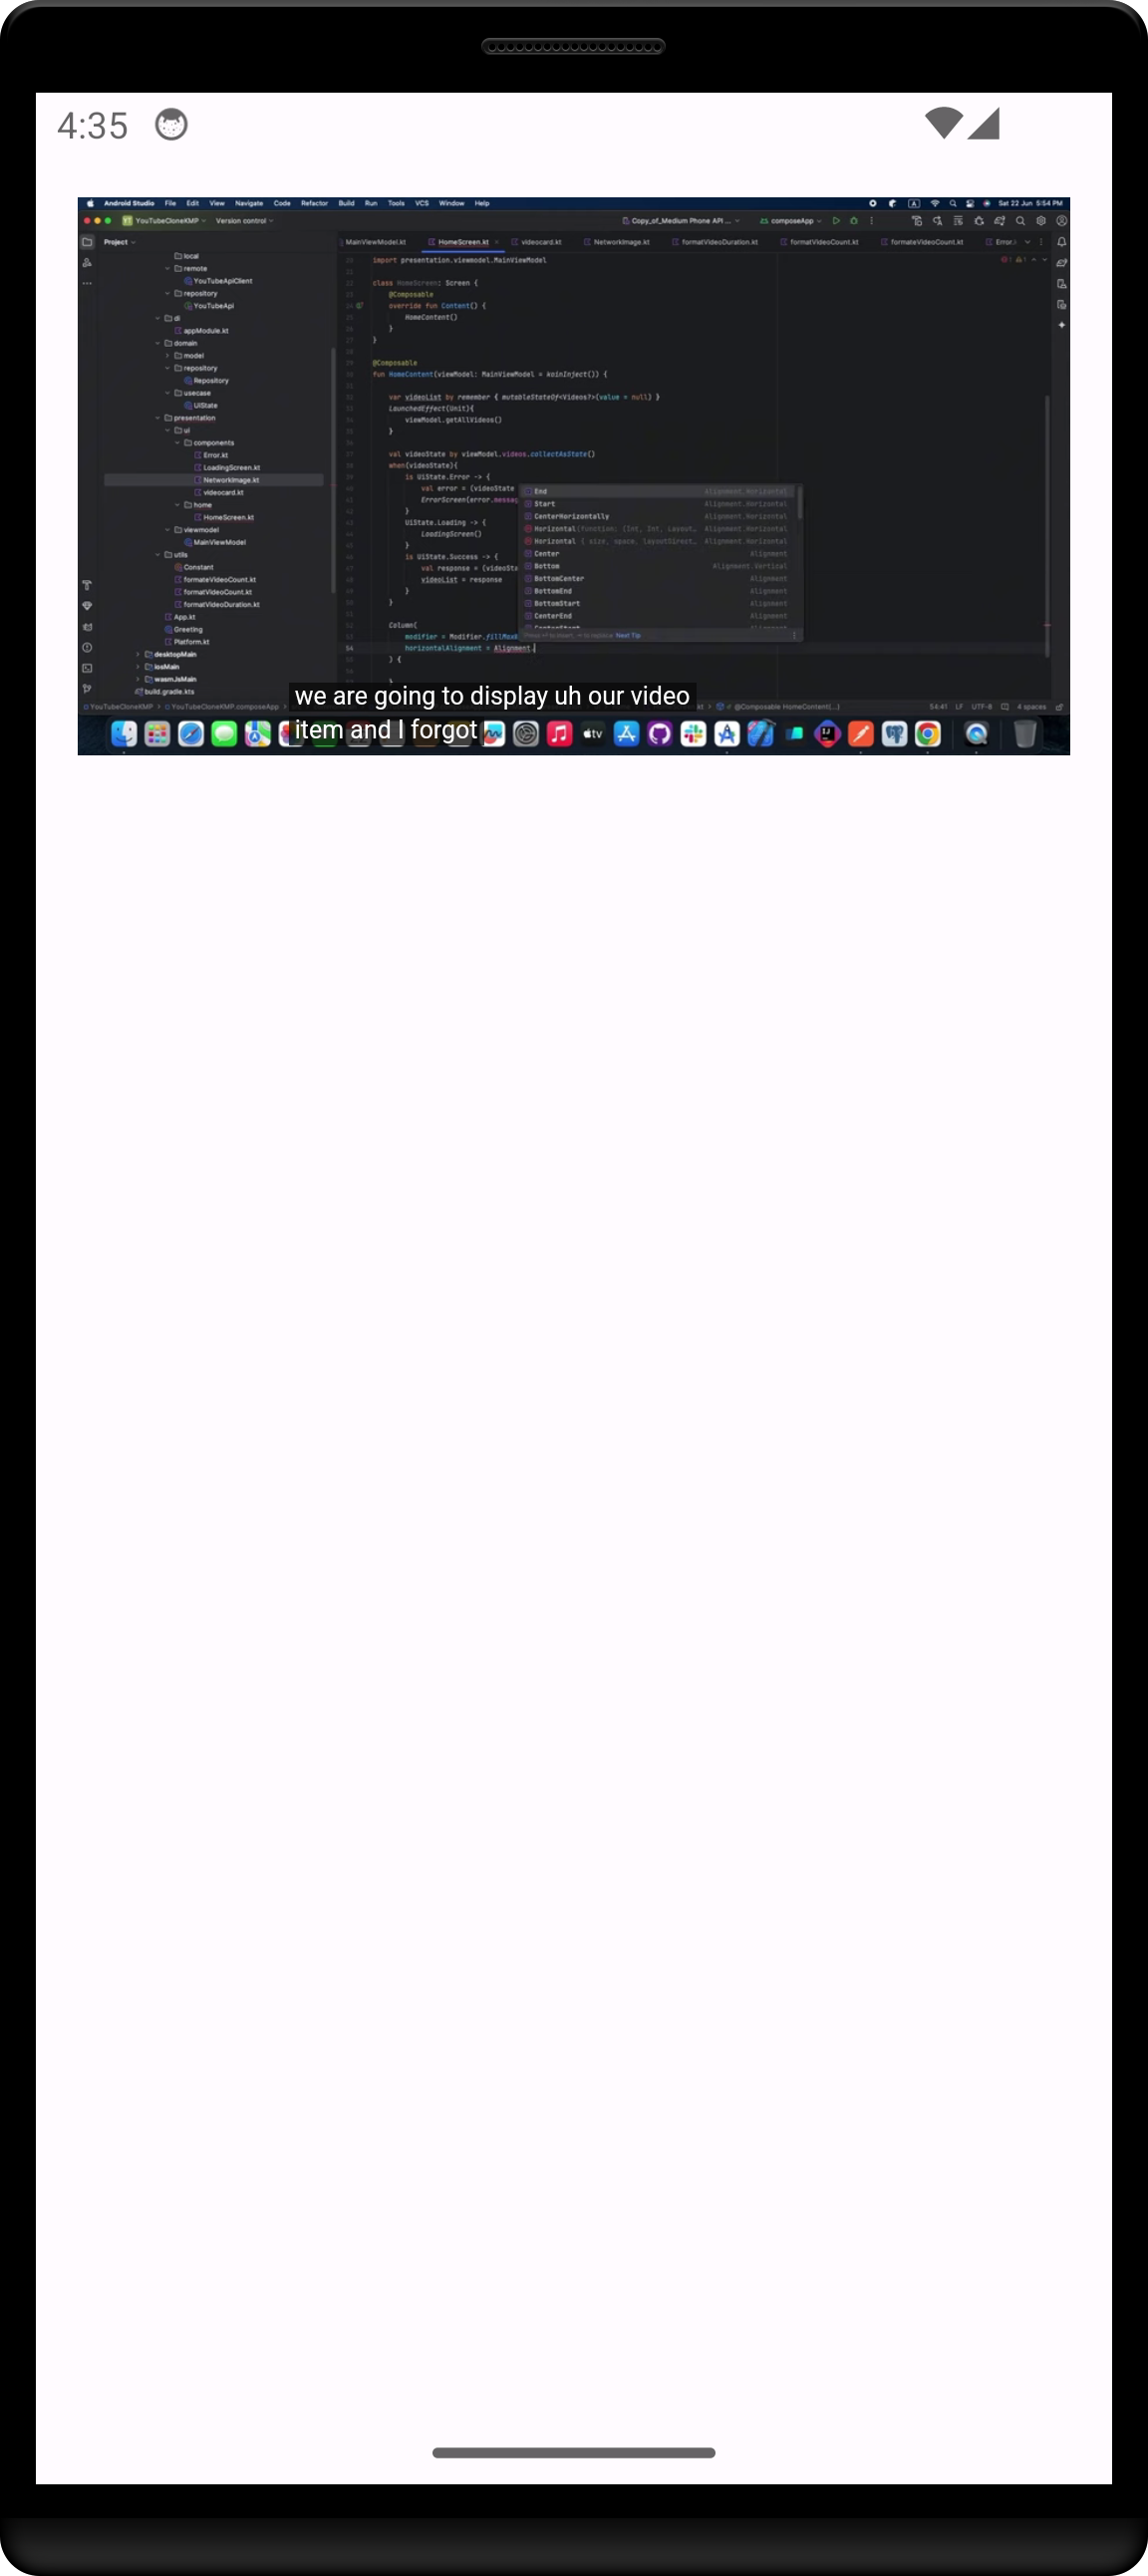 4:35
Android Studio File Edit View Navigate Code Refactor Build Run Tools VCS Window Help Sat 22 Jun 5:54 PM
YT YouTubeCloneKMP Version control Copy_of_Medium Phone API ... composeApp
Project
MainViewModel.kt HomeScreen.kt videocard.kt NetworkImage.kt formatVideoDuration.kt formatVideoCount.kt formateVideoCount.kt Error.
local
remote
YouTubeApiClient
repository
YouTubeApi
di
appModule.kt
domain
model
repository
Repository
usecase
UiState
presentation
ui
components
Error.kt
LoadingScreen.kt
NetworkImage.kt
videocard.kt
home
HomeScreen.kt
viewmodel
MainViewModel
utils
Constant
formateVideoCount.kt
formatVideoCount.kt
formatVideoDuration.kt
App.kt
Greeting
Platform.kt
desktopMain
iosMain
wasmJsMain
build.gradle.kts
import presentation.viewmodel.MainViewModel
class HomeScreen: Screen {
@Composable
override fun Content() {
HomeContent()
}
}
@Composable
fun HomeContent(viewModel: MainViewModel = koinInject()) {
var videoList by remember { mutableStateOf<Videos?>(value = null) }
LaunchedEffect(Unit){
viewModel.getAllVideos()
}
val videoState by viewModel.videos.collectAsState()
when(videoState){
is UiState.Error -> {
val error = (videoState
ErrorScreen(error.messag
}
UiState.Loading -> {
LoadingScreen()
}
is UiState.Success -> {
val response = (videoSta
videoList = response
}
}
Column(
modifier = Modifier.fillMaxS
54 horizontalAlignment = Alignment.
) {
End Alignment.Horizontal
Start Alignment.Horizontal
CenterHorizontally Alignment.Horizontal
Horizontal(function: (Int, Int, Layout… Alignment.Horizontal
Horizontal { size, space, layoutDirect… Alignment.Horizontal
Center Alignment
Bottom Alignment.Vertical
BottomCenter Alignment
BottomEnd Alignment
BottomStart Alignment
CenterEnd Alignment
Next Tip
YouTubeCloneKMP > YouTubeCloneKMP.composeApp @Composable HomeContent(...) 54:41 LF UTF-8 4 spaces
we are going to display uh our video
item and I forgot
tv